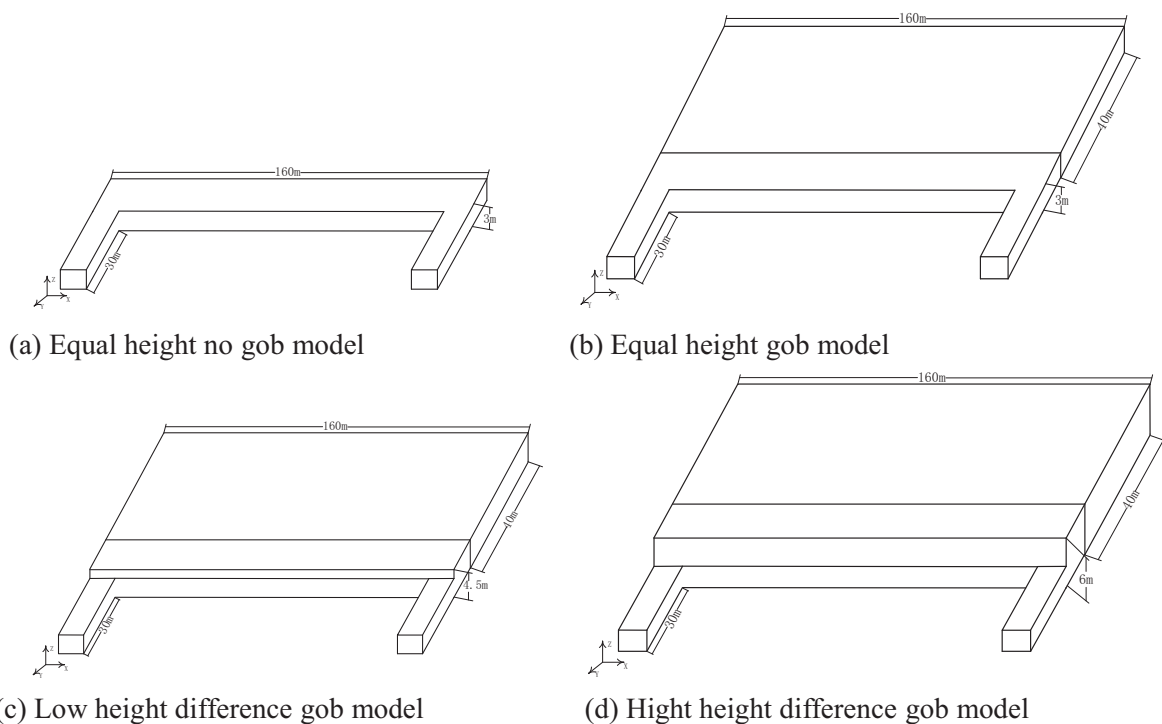 160m
3m
30m
Z
X
Y
(a) Equal height no gob model
160m
40m
3m
30m
Z
X
Y
(b) Equal height gob model
160m
40m
4.5m
30m
Z
X
Y
(c) Low height difference gob model
160m
40m
6m
30m
Z
X
Y
(d) Hight height difference gob model